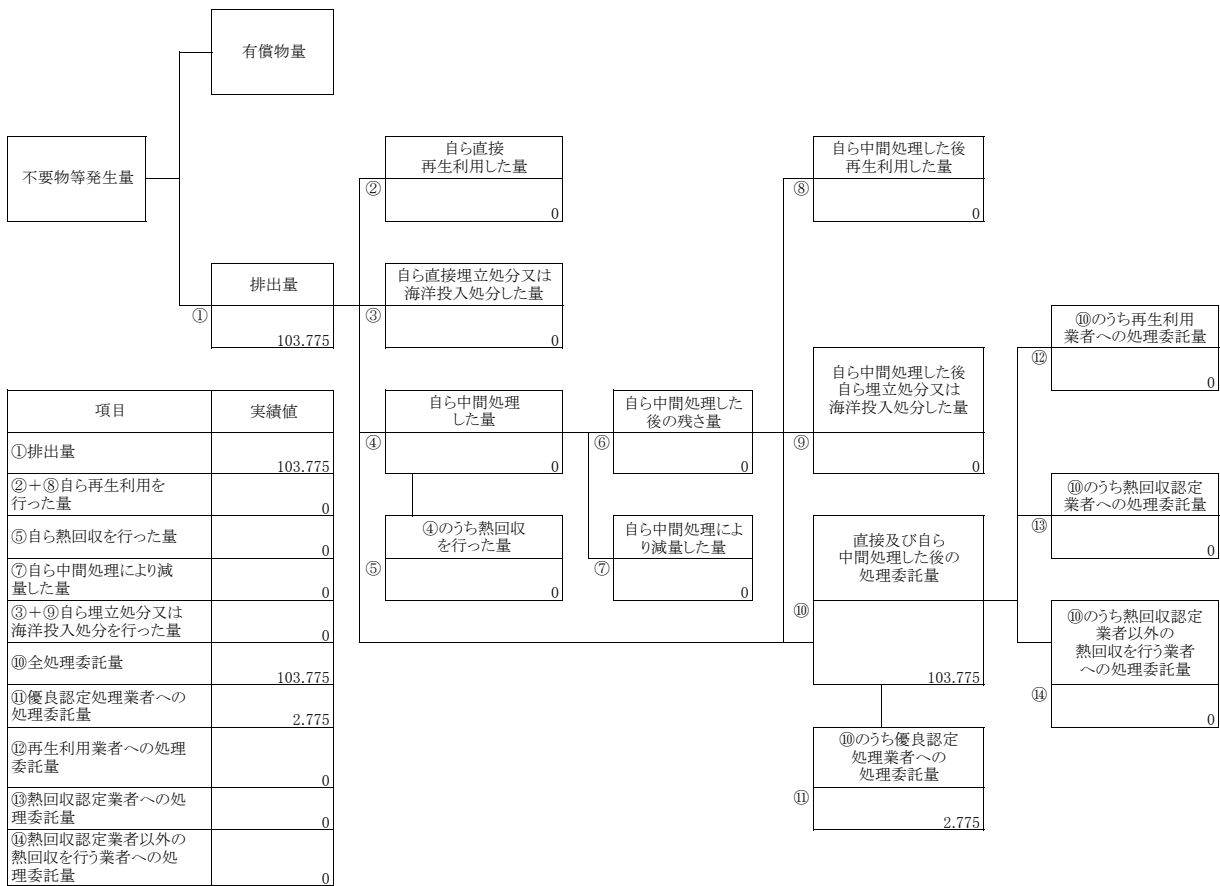 有償物量
不要物等発生量
自ら直接
再生利用した量
②
0
自ら中間処理した後
再生利用した量
⑧
0
排出量
①
103.775
自ら直接埋立処分又は
海洋投入処分した量
③
0
⑩のうち再生利用
業者への処理委託量
⑫
0
自ら中間処理
した量
④
0
自ら中間処理した
後の残さ量
⑥
0
自ら中間処理した後
自ら埋立処分又は
海洋投入処分した量
⑨
0
⑩のうち熱回収認定
業者への処理委託量
⑬
0
④のうち熱回収
を行った量
⑤
0
自ら中間処理によ
り減量した量
⑦
0
直接及び自ら
中間処理した後の
処理委託量
⑩
103.775
⑩のうち熱回収認定
業者以外の
熱回収を行う業者
への処理委託量
⑭
0
⑩のうち優良認定
処理業者への
処理委託量
⑪
2.775
項目 実績値
①排出量
103.775
②+⑧自ら再生利用を
行った量
0
⑤自ら熱回収を行った量
0
⑦自ら中間処理により減
量した量
0
③+⑨自ら埋立処分又は
海洋投入処分を行った量
0
⑩全処理委託量
103.775
⑪優良認定処理業者への
処理委託量
2.775
⑫再生利用業者への処理
委託量
0
⑬熱回収認定業者への処
理委託量
0
⑭熱回収認定業者以外の
熱回収を行う業者への処
理委託量
0